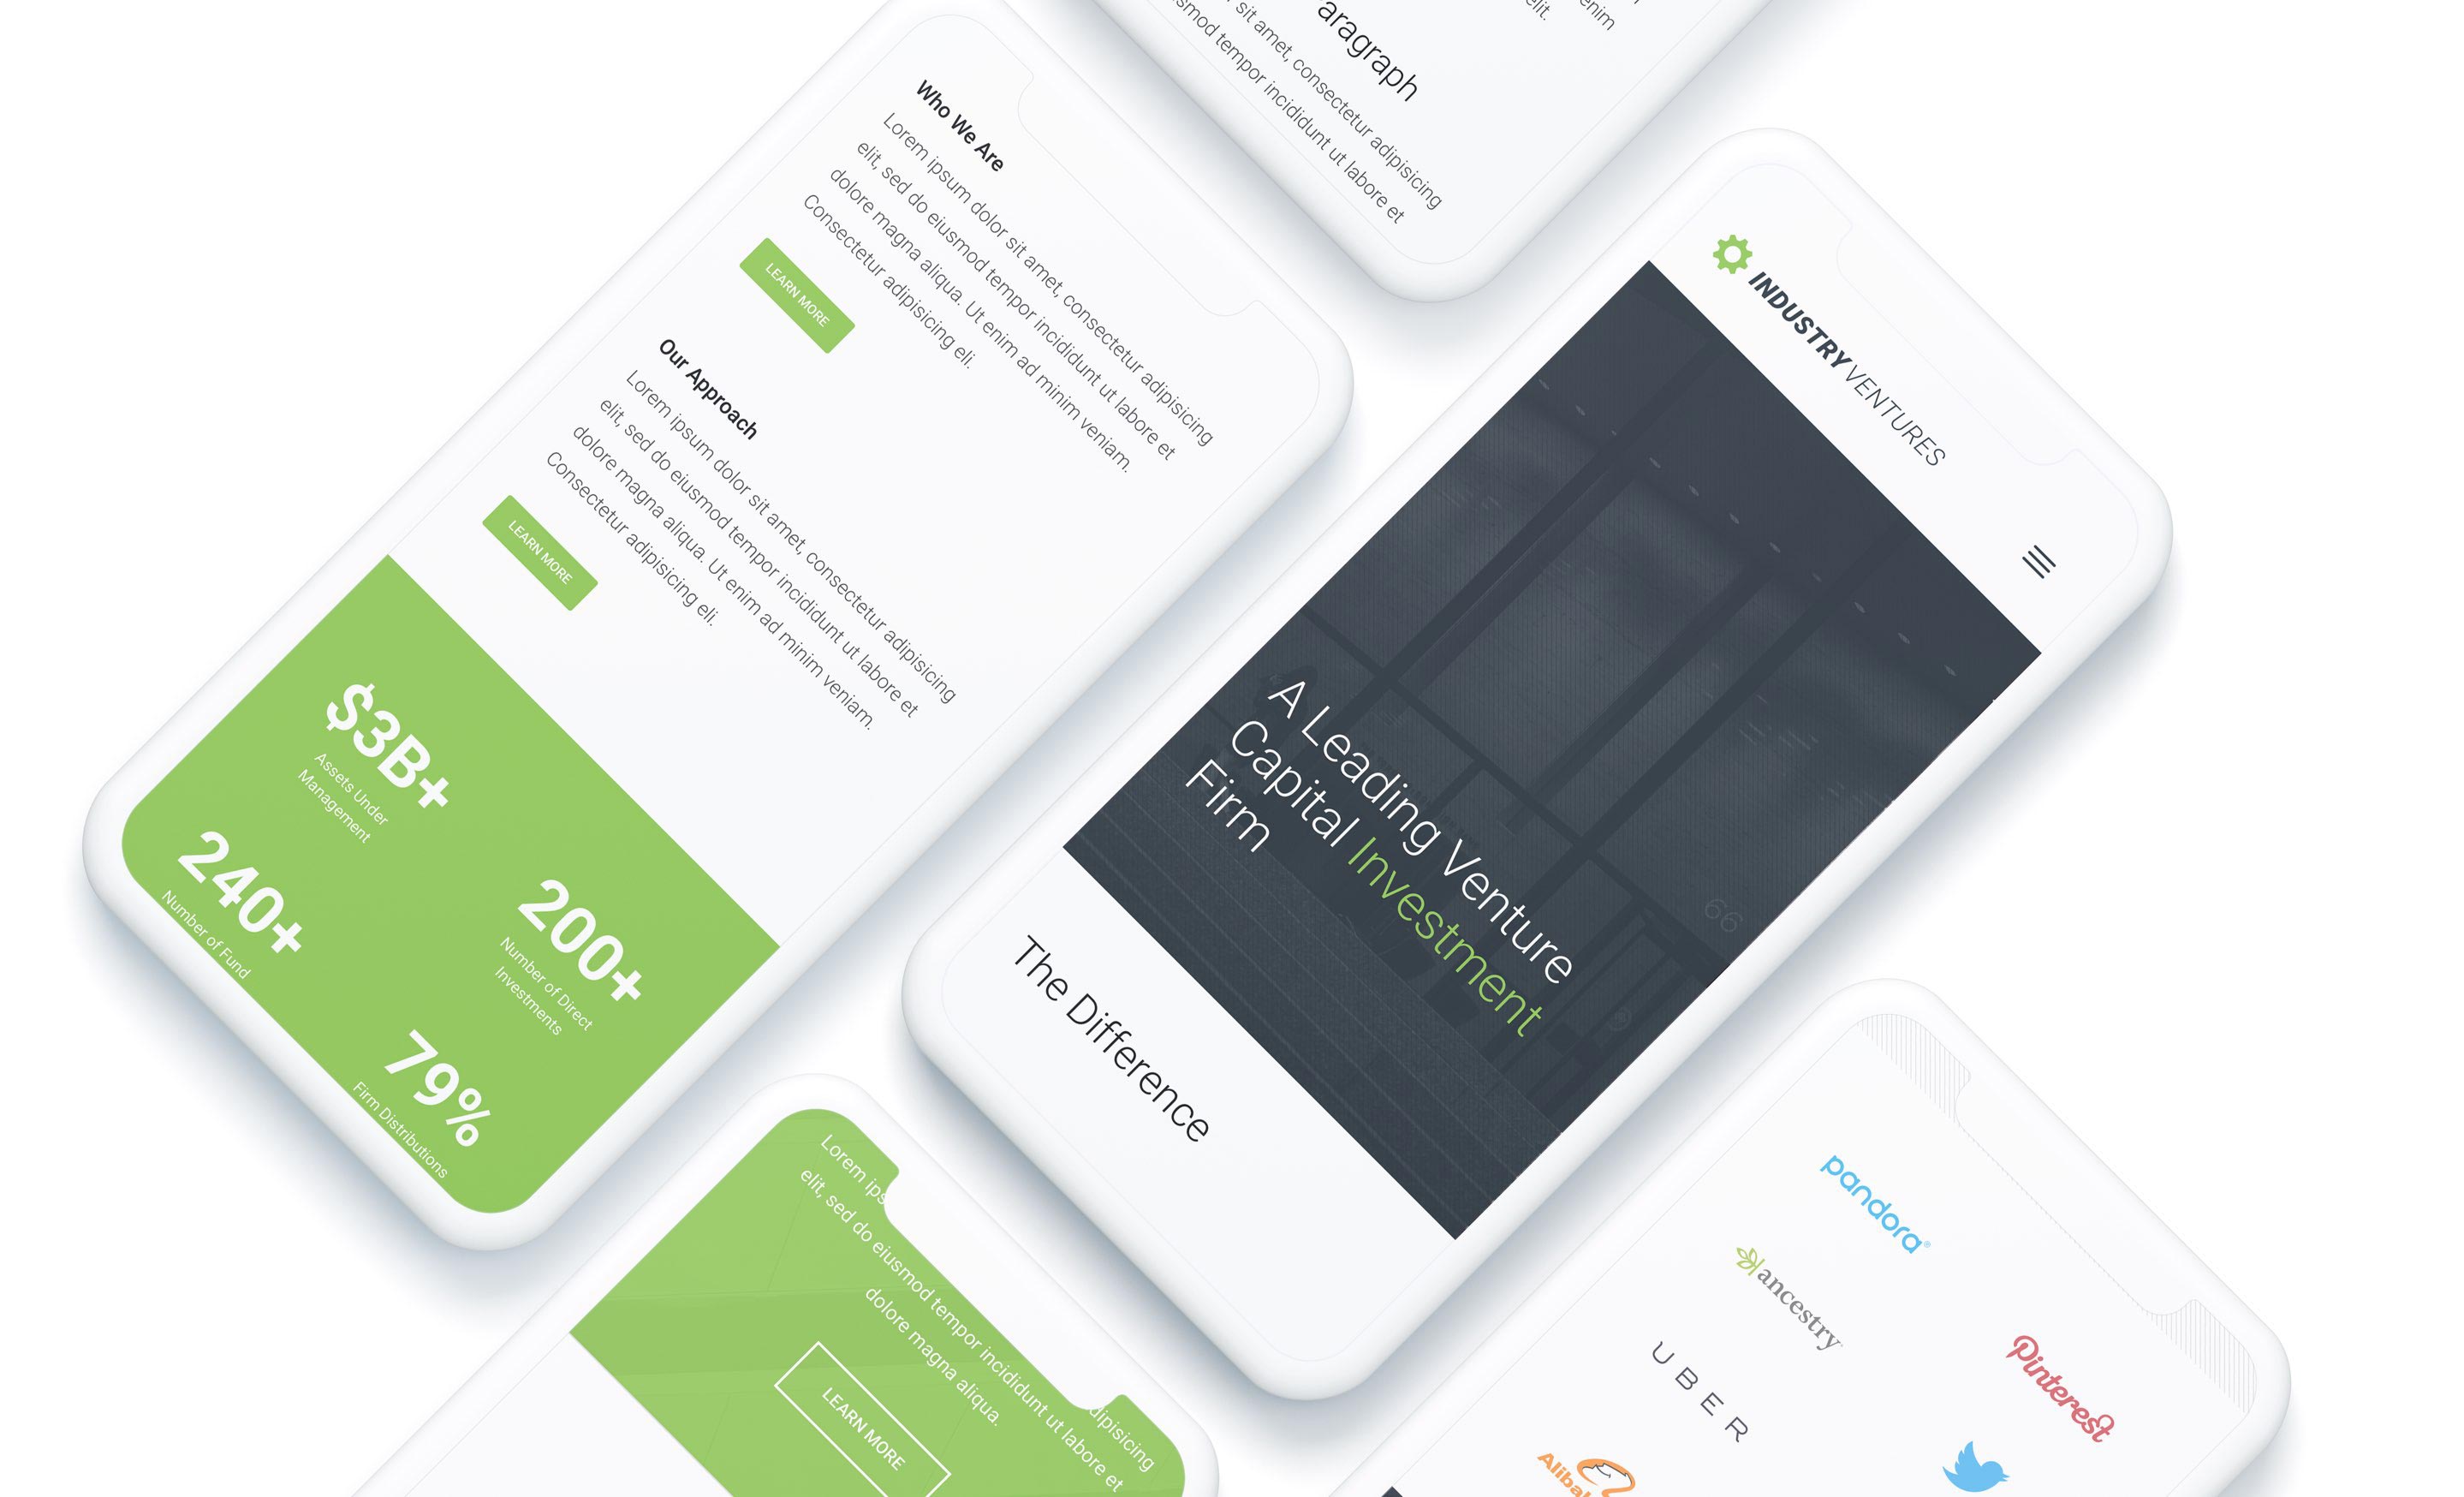 Who We Are
Lorem ipsum dolor sit amet, consectetur adipisicing
elit, sed do eiusmod tempor incididunt ut labore et
dolore magna aliqua. Ut enim ad minim veniam.
Consectetur adipisicing eli.
LEARN MORE
Our Approach
Lorem ipsum dolor sit amet, consectetur adipisicing
elit, sed do eiusmod tempor incididunt ut labore et
dolore magna aliqua. Ut enim ad minim veniam.
Consectetur adipisicing eli.
LEARN MORE
$3B+
Assets Under
Management
200+
Number of Direct
Investments
240+
Number of Fund
79%
Firm Distributions
elit.
enim
aragraph
sit amet, consectetur adipisicing
smod tempor incididunt ut labore et
INDUSTRY VENTURES
A Leading Venture
Capital Investment
Firm
66
The Difference
Lorem ips
dipisicing
elit, sed do eiusmod tempor incididunt ut labore et
dolore magna aliqua.
LEARN MORE
pandora®
Pinterest
ancestry
UBER